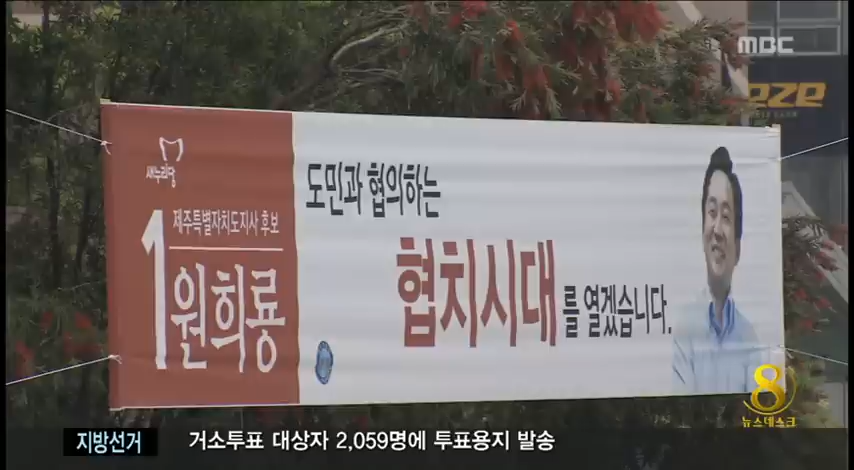 MBC
eze
새누리당
제주특별자치도지사 후보
1 원희룡
도민과 협의하는
협치시대를 열겠습니다.
8
뉴스데스크
지방선거 거소투표 대상자 2,059명에 투표용지 발송